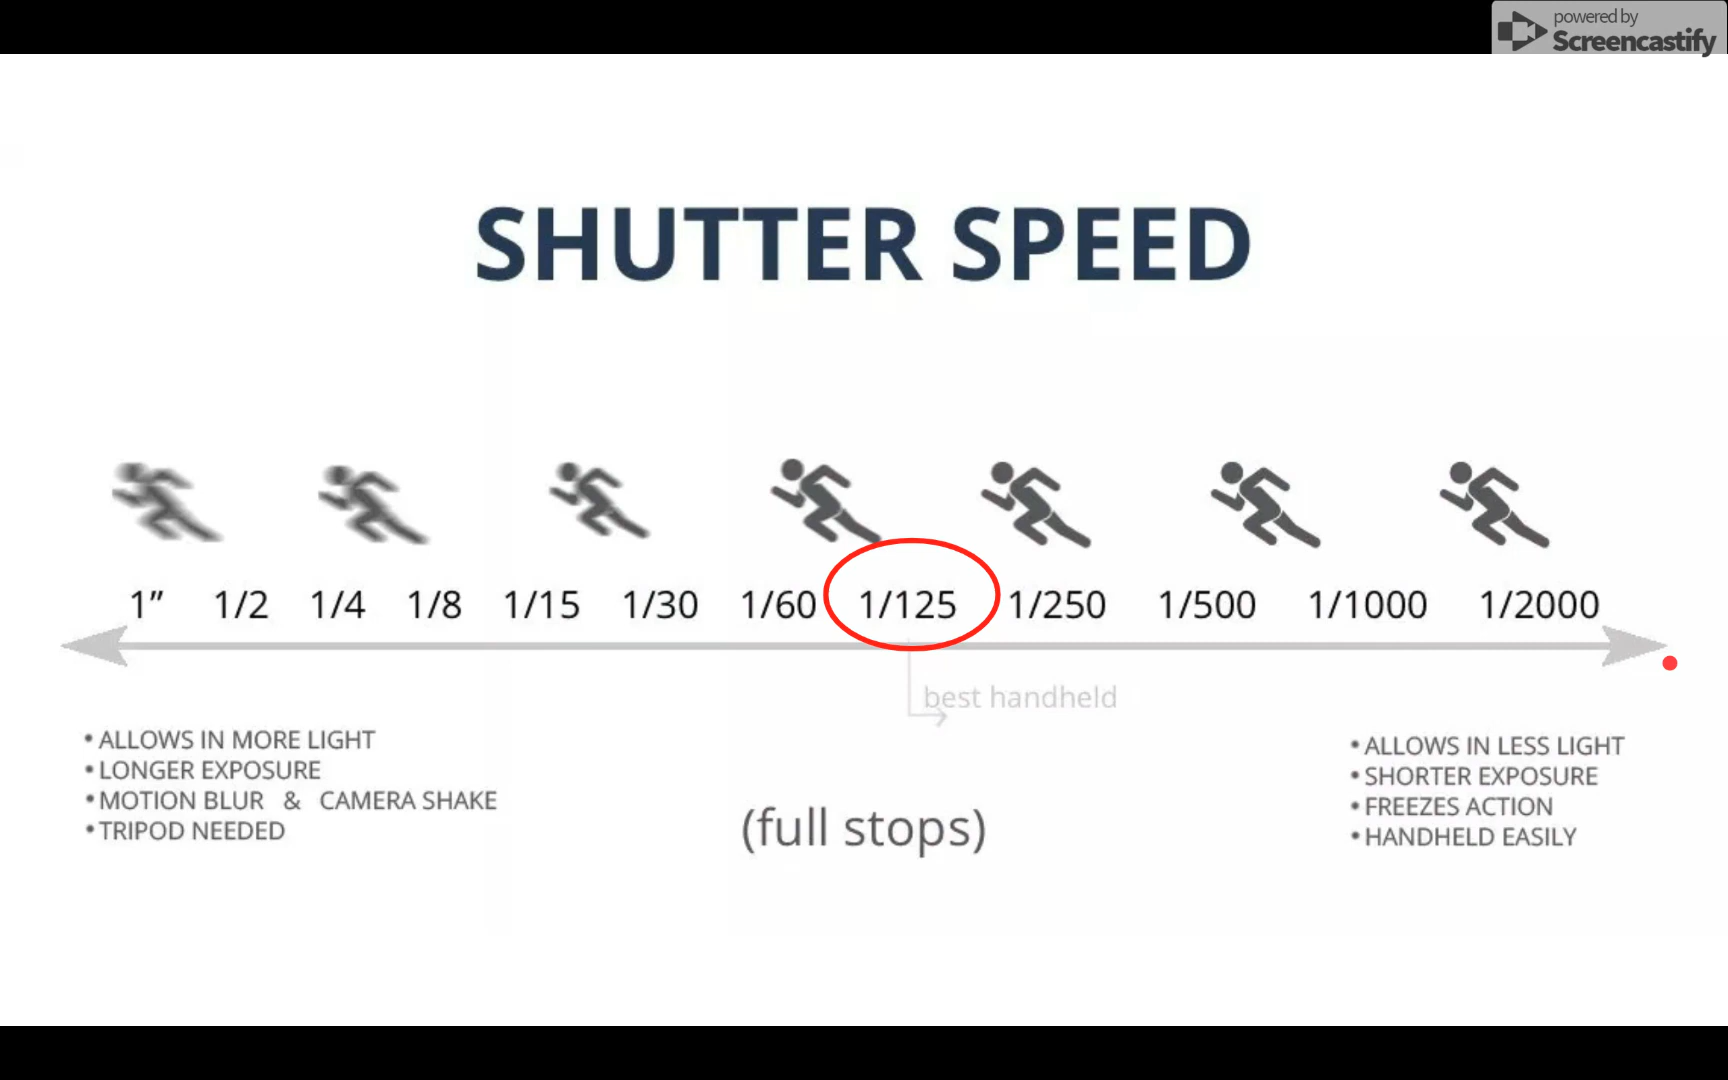 powered by
Screencastify
SHUTTER SPEED
1” 1/2 1/4 1/8 1/15 1/30 1/60 1/125 1/250 1/500 1/1000 1/2000
best handheld
• ALLOWS IN MORE LIGHT
• LONGER EXPOSURE
• MOTION BLUR & CAMERA SHAKE
• TRIPOD NEEDED
(full stops)
• ALLOWS IN LESS LIGHT
• SHORTER EXPOSURE
• FREEZES ACTION
• HANDHELD EASILY